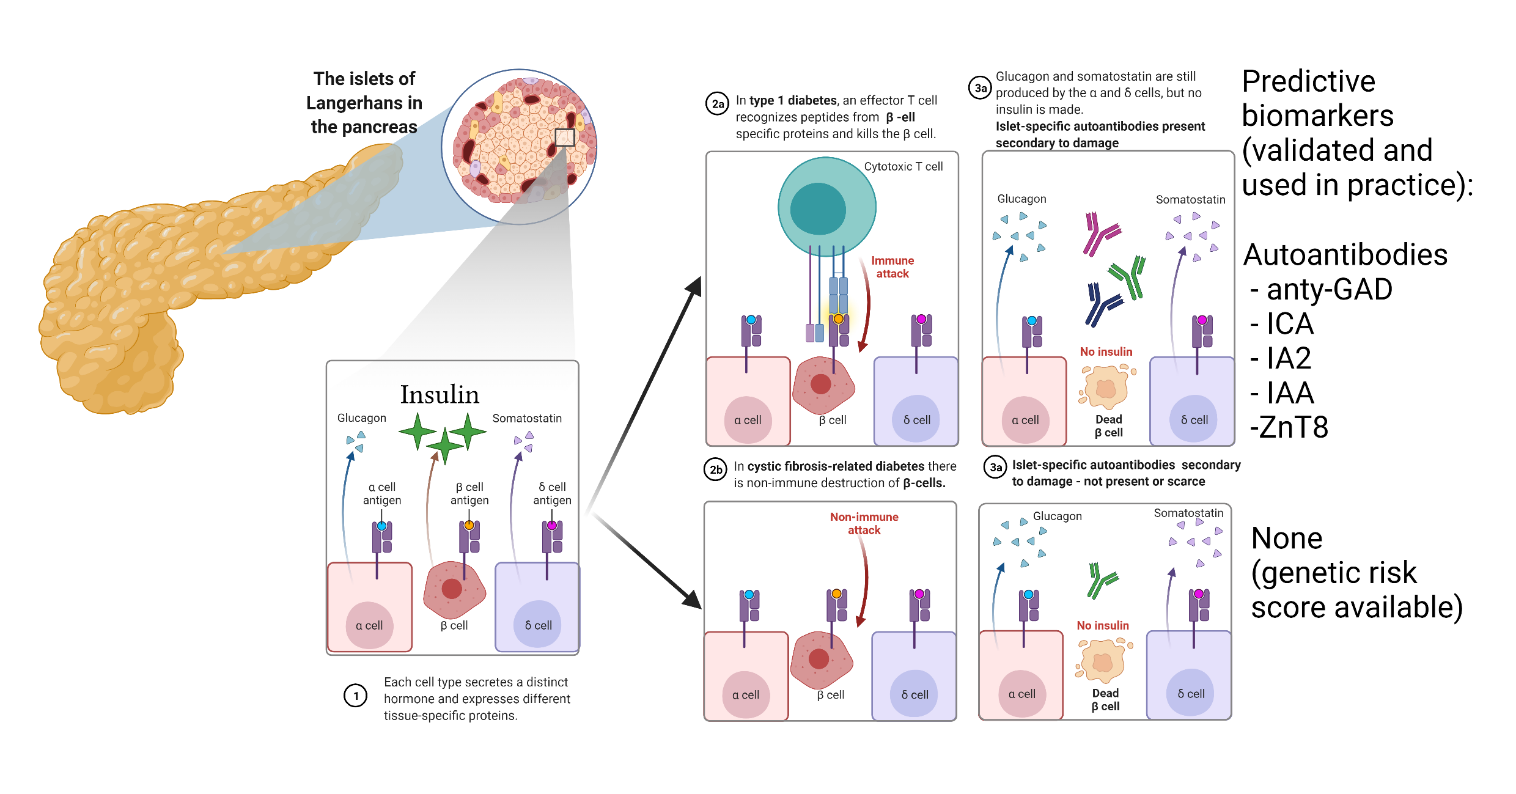 The islets of
Langerhans in
the pancreas
Insulin
Glucagon
Somatostatin
α cell
antigen
β cell
antigen
δ cell
antigen
α cell
β cell
δ cell
1
Each cell type secretes a distinct
hormone and expresses different
tissue-specific proteins.
2a
In type 1 diabetes, an effector T cell
recognizes peptides from β -ell
specific proteins and kills the β cell.
Cytotoxic T cell
Immune
attack
α cell
β cell
δ cell
3a
Glucagon and somatostatin are still
produced by the α and δ cells, but no
insulin is made.
Islet-specific autoantibodies present
secondary to damage
Glucagon
Somatostatin
No insulin
α cell
Dead
β cell
δ cell
2b
In cystic fibrosis-related diabetes there
is non-immune destruction of β-cells.
Non-immune
attack
α cell
β cell
δ cell
3a
Islet-specific autoantibodies secondary
to damage - not present or scarce
Glucagon
Somatostatin
No insulin
α cell
Dead
β cell
δ cell
Predictive
biomarkers
(validated and
used in practice):
Autoantibodies
- anty-GAD
- ICA
- IA2
- IAA
-ZnT8
None
(genetic risk
score available)